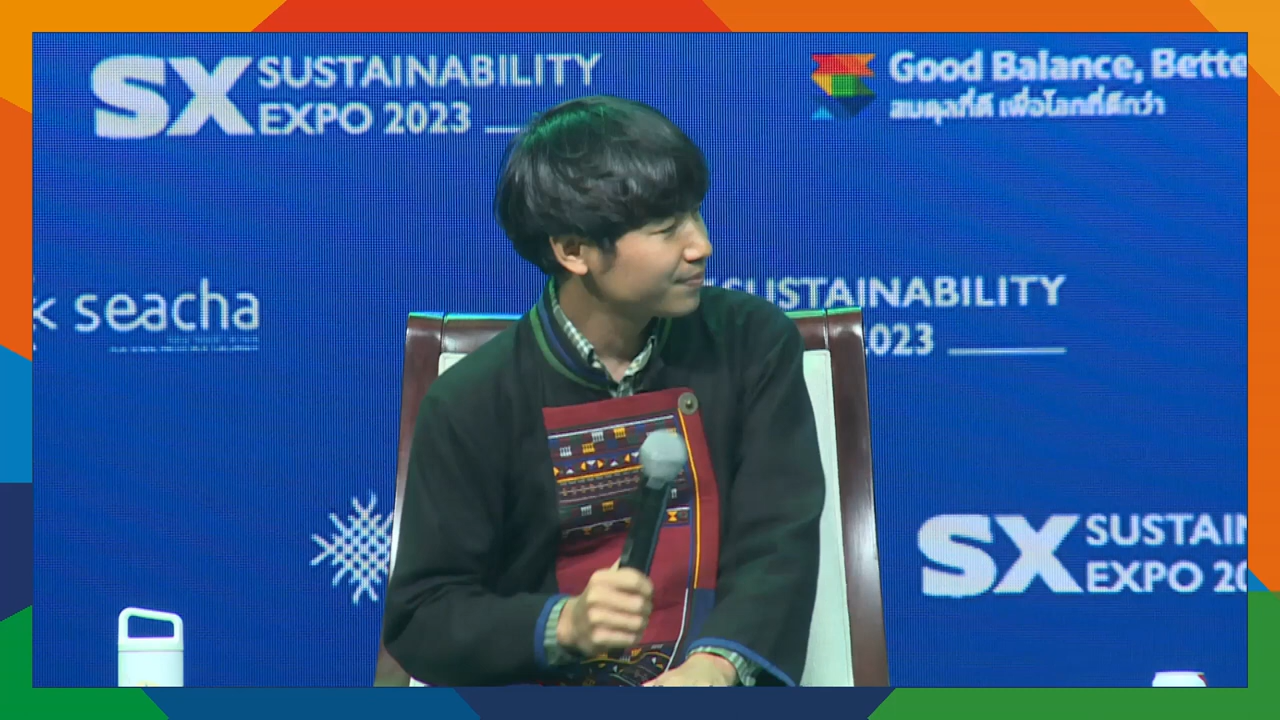 SX SUSTAINABILITY
EXPO 2023
Good Balance, Bette
สมดุลที่ดี เพื่อโลกที่ดีกว่า
seacha
SUSTAINABILITY
023
SX SUSTAIN
EXPO 20